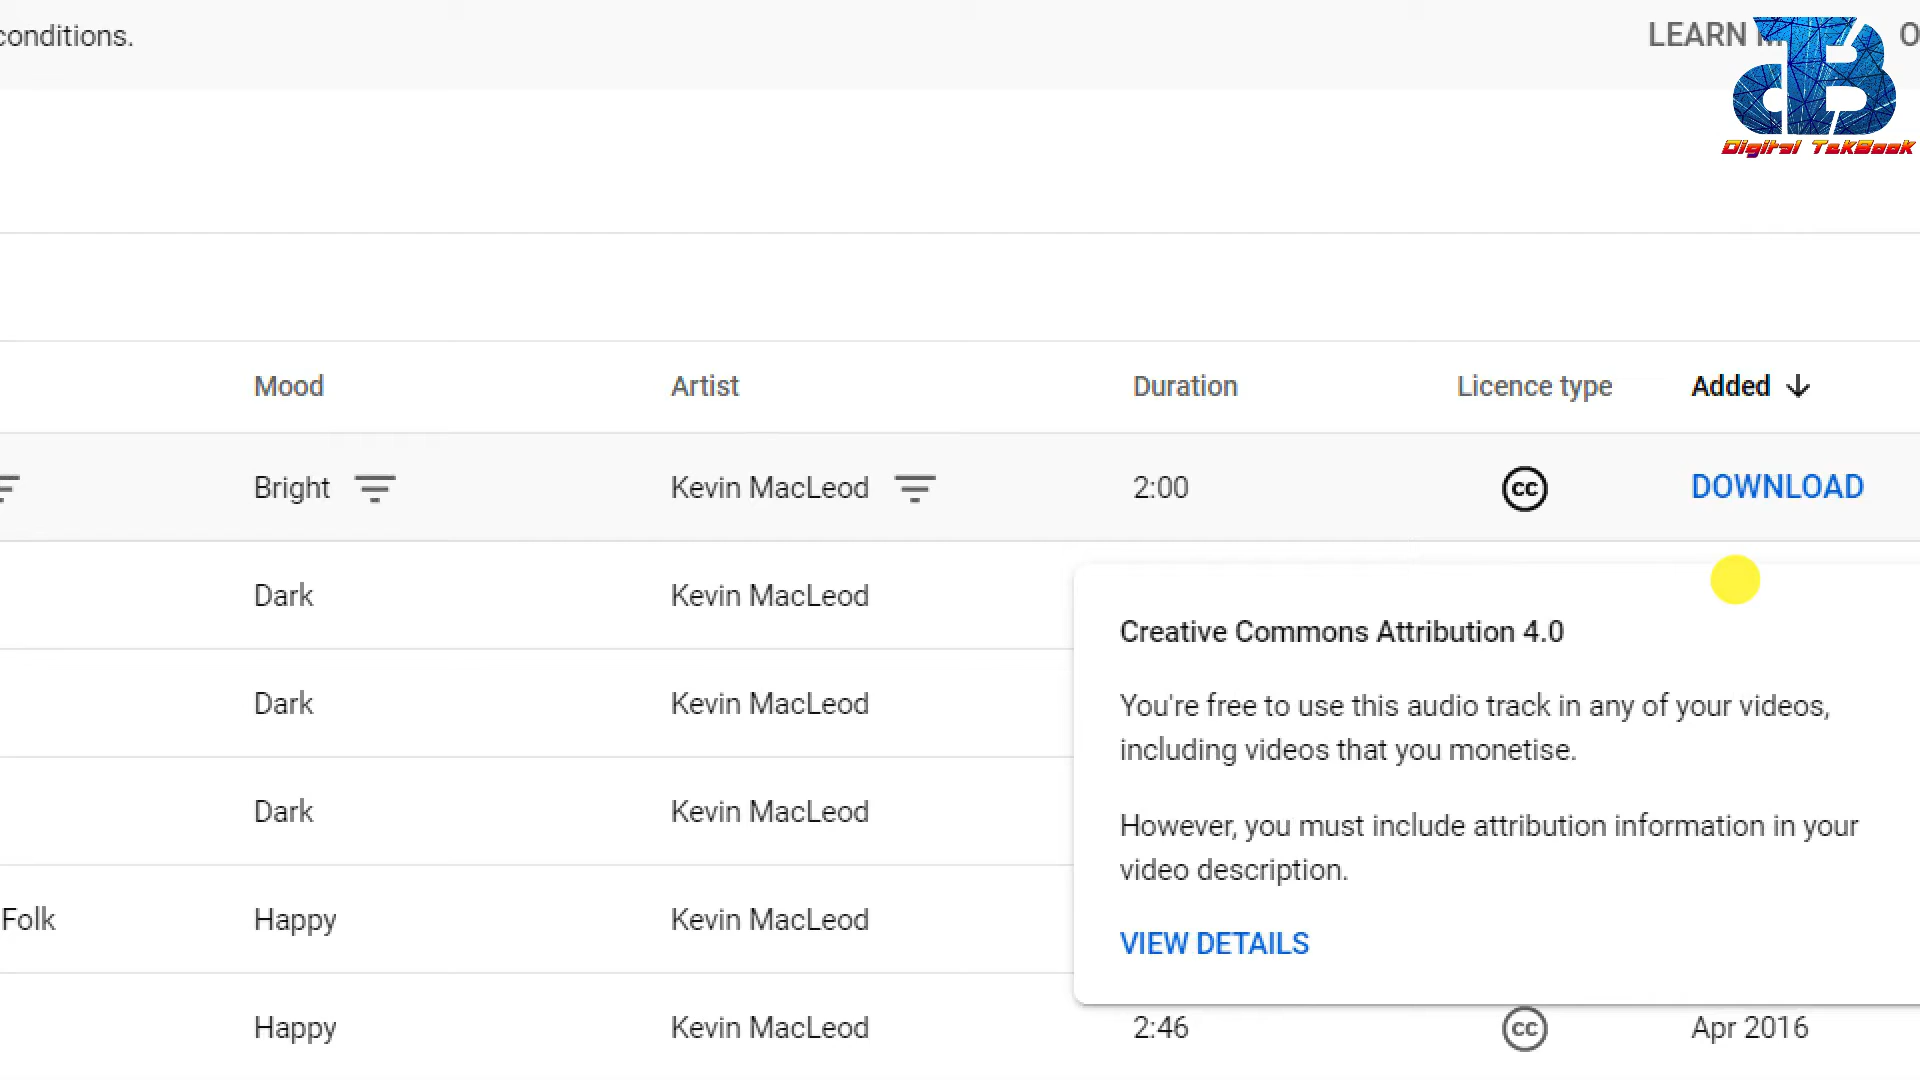 conditions.
LEARN
Digital TekBook
Mood Artist Duration Licence type Added
Bright Kevin MacLeod 2:00 cc DOWNLOAD
Dark Kevin MacLeod
Creative Commons Attribution 4.0
Dark Kevin MacLeod
You're free to use this audio track in any of your videos,
including videos that you monetise.
Dark Kevin MacLeod
However, you must include attribution information in your
video description.
Folk Happy Kevin MacLeod
VIEW DETAILS
Happy Kevin MacLeod 2:46 cc Apr 2016